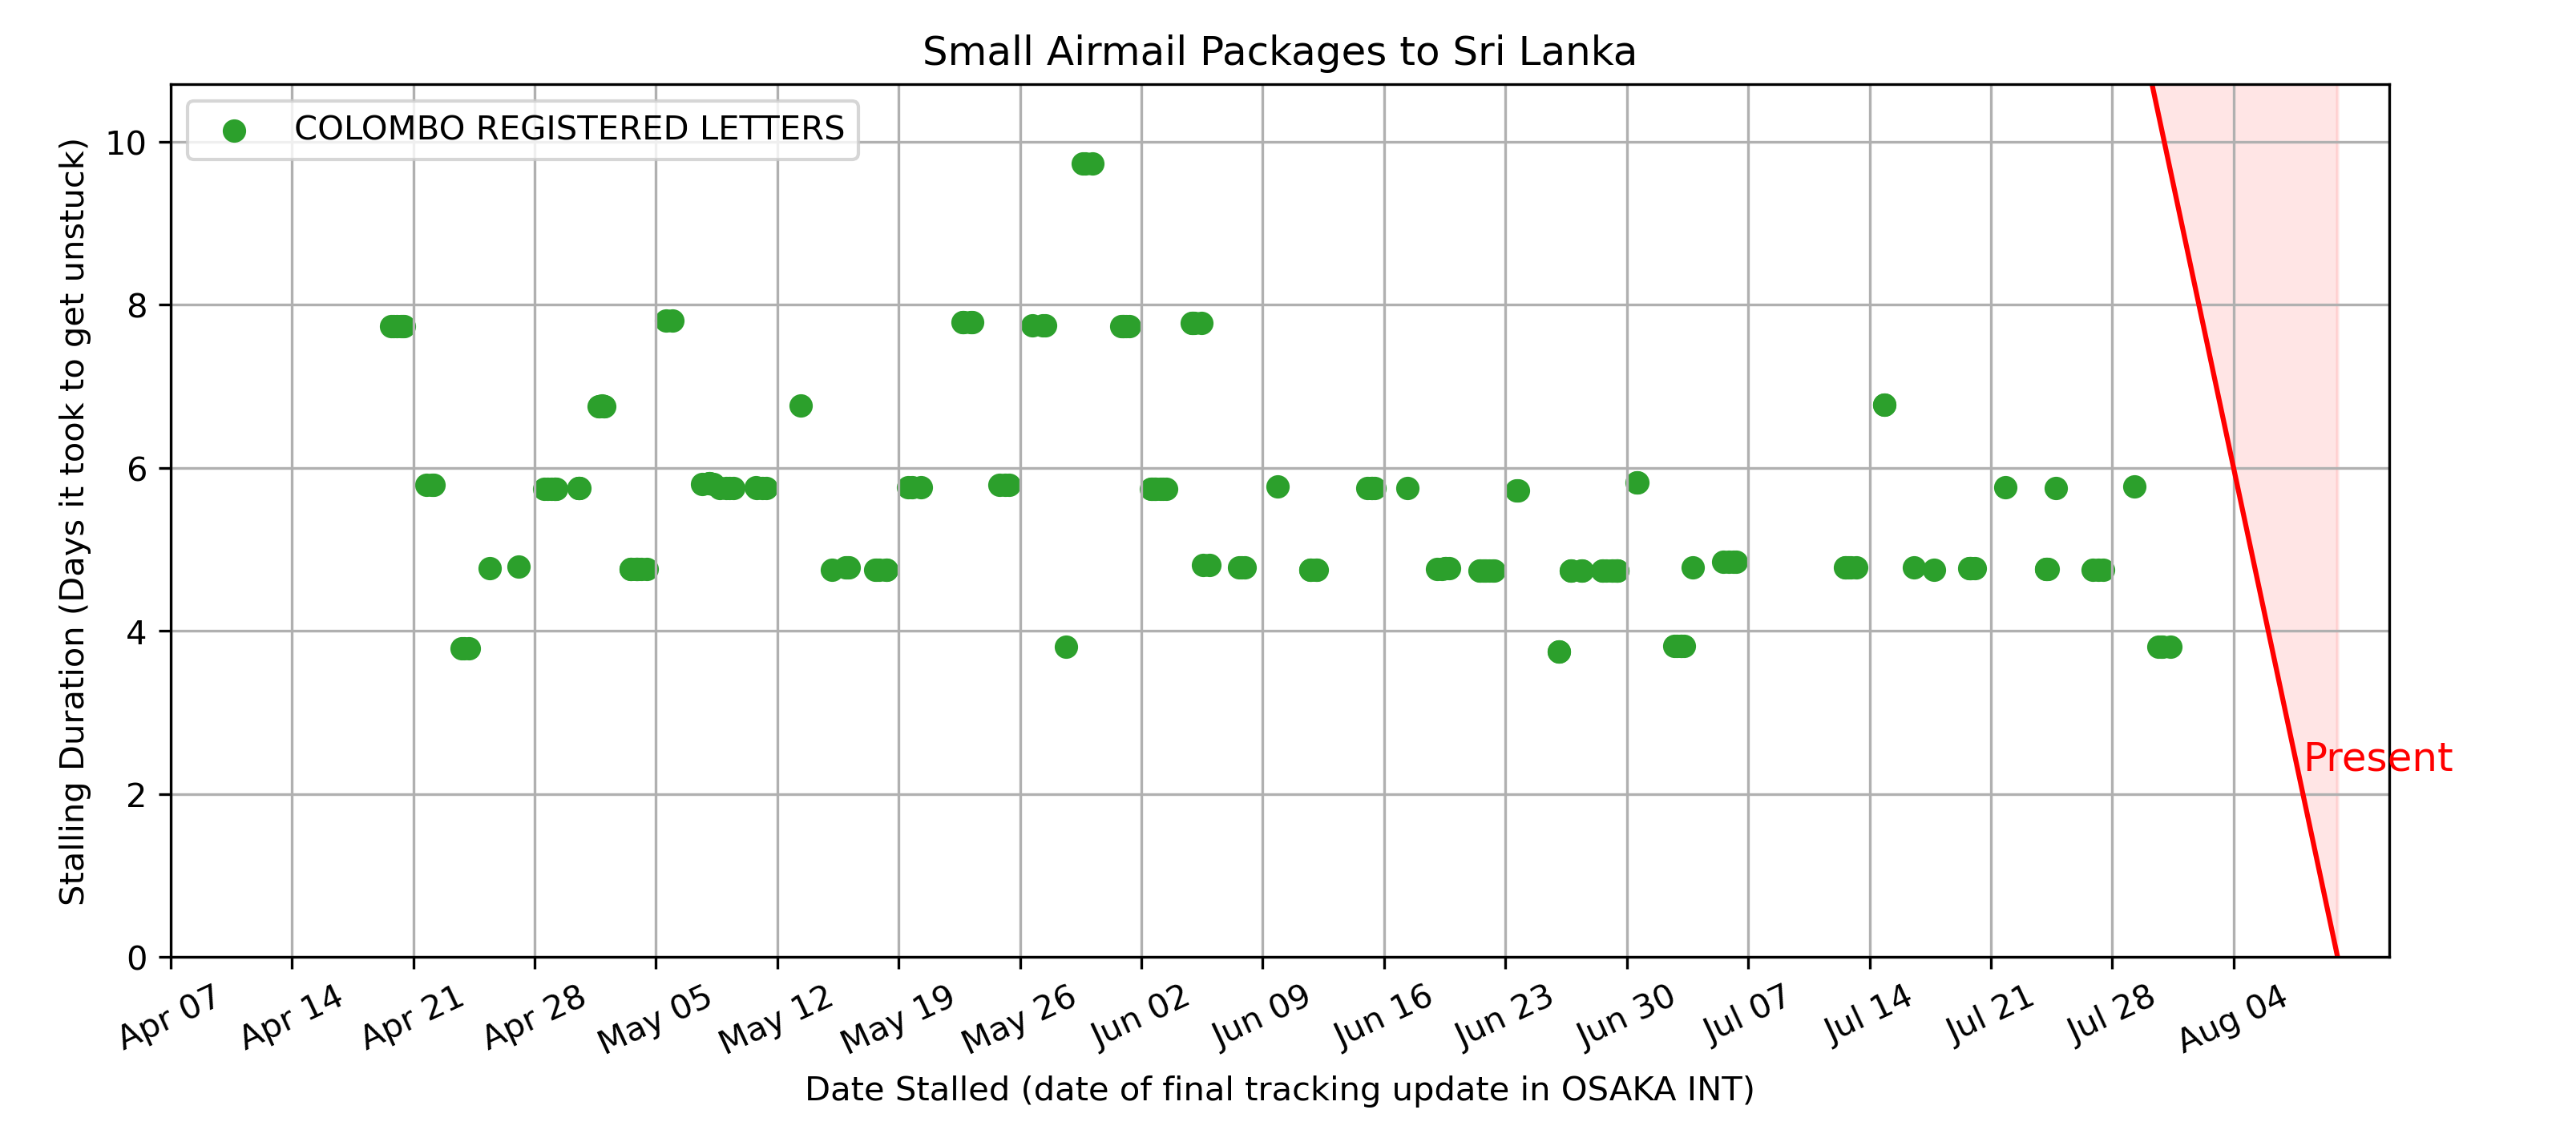 Small Airmail Packages to Sri Lanka
COLOMBO REGISTERED LETTERS
Stalling Duration (Days it took to get unstuck)
10
8
6
4
2
0
Present
Apr 07
Apr 14
Apr 21
Apr 28
May 05
May 12
May 19
May 26
Jun 02
Jun 09
Jun 16
Jun 23
Jun 30
Jul 07
Jul 14
Jul 21
Jul 28
Aug 04
Date Stalled (date of final tracking update in OSAKA INT)